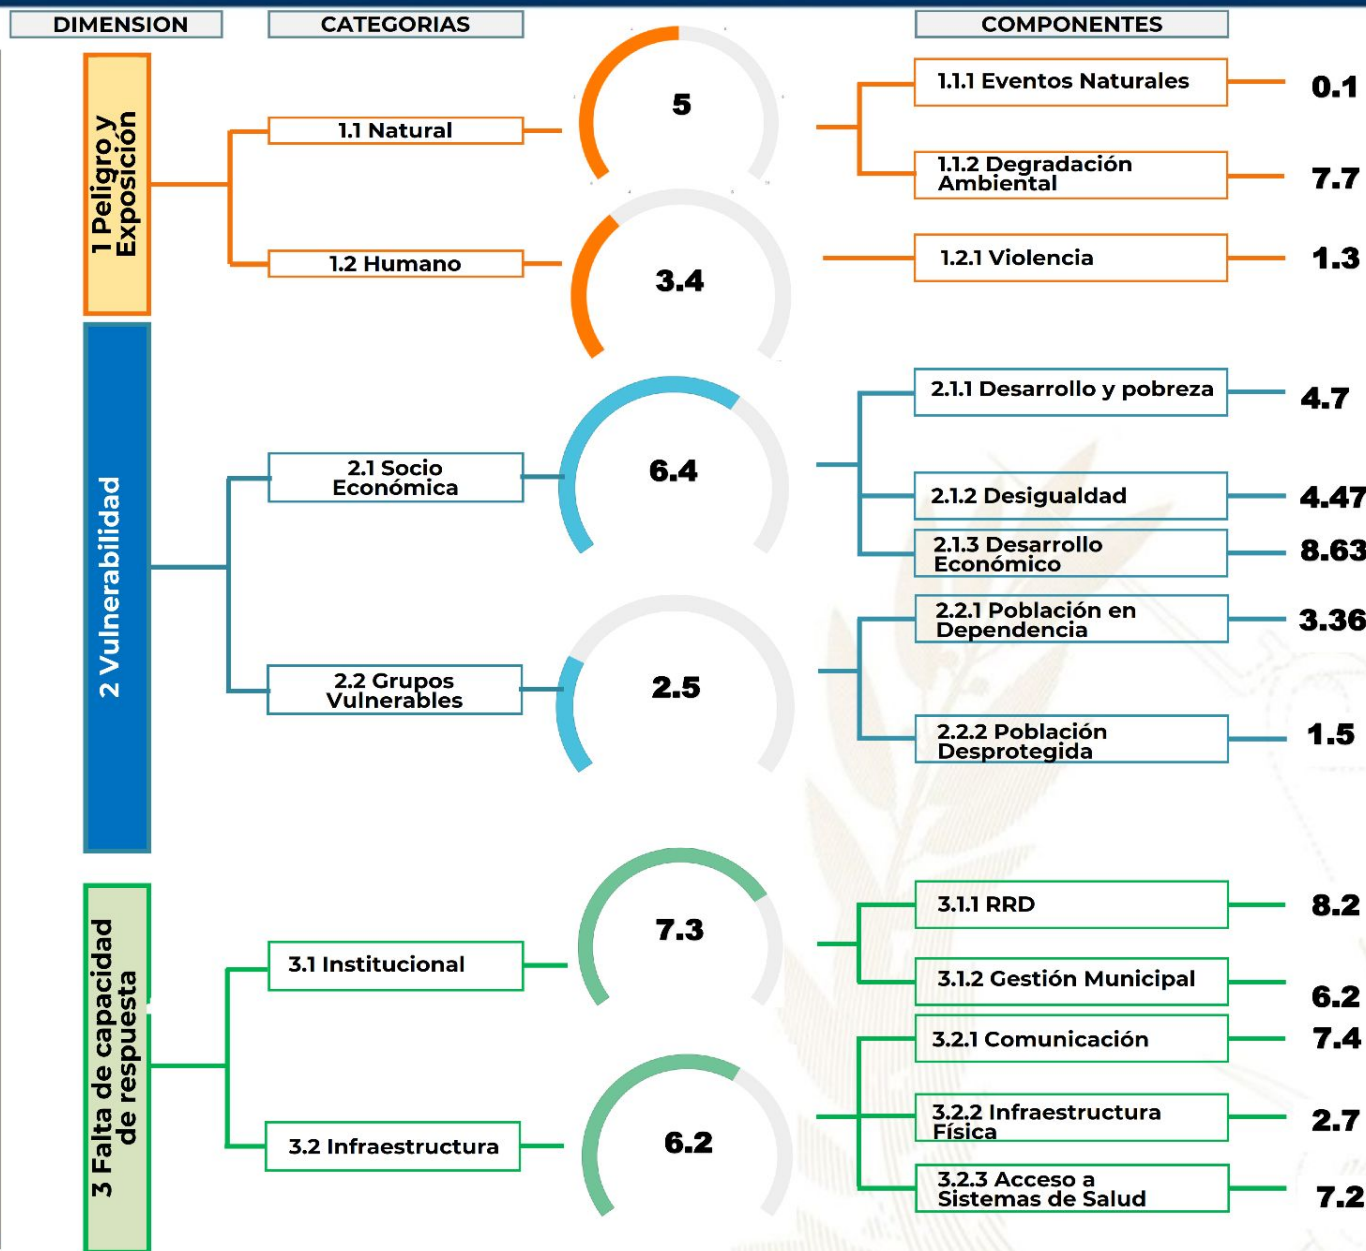 DIMENSION
CATEGORIAS
COMPONENTES
1 Peligro y
Exposición
1.1 Natural
5
1.1.1 Eventos Naturales
0.1
1.1.2 Degradación
Ambiental
7.7
1.2 Humano
3.4
1.2.1 Violencia
1.3
2 Vulnerabilidad
2.1 Socio
Económica
6.4
2.1.1 Desarrollo y pobreza
4.7
2.1.2 Desigualdad
4.47
2.1.3 Desarrollo
Económico
8.63
2.2 Grupos
Vulnerables
2.5
2.2.1 Población en
Dependencia
3.36
2.2.2 Población
Desprotegida
1.5
3 Falta de capacidad
de respuesta
3.1 Institucional
7.3
3.1.1 RRD
8.2
3.1.2 Gestión Municipal
6.2
3.2 Infraestructura
6.2
3.2.1 Comunicación
7.4
3.2.2 Infraestructura
Física
2.7
3.2.3 Acceso a
Sistemas de Salud
7.2